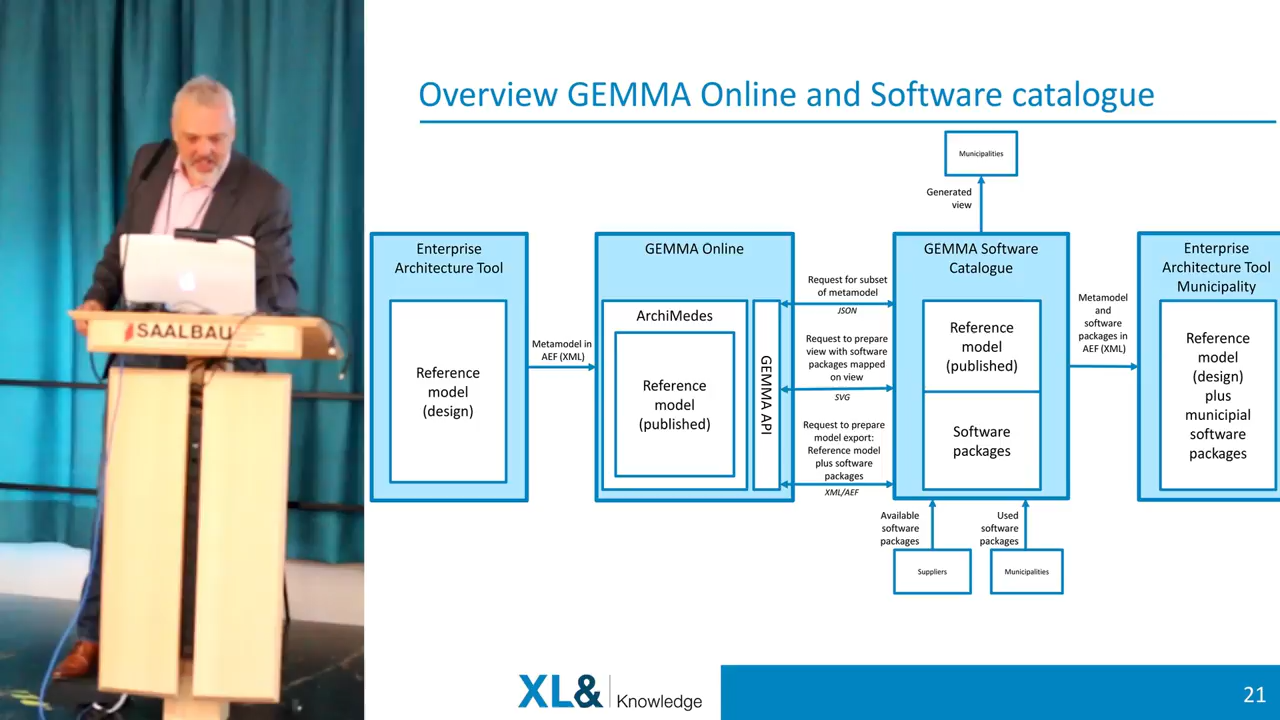 Overview GEMMA Online and Software catalogue
Municipalities
Generated
view
Enterprise
Architecture Tool
Reference
model
(design)
Metamodel in
AEF (XML)
GEMMA Online
ArchiMedes
Reference
model
(published)
GEMMA API
Request for subset
of metamodel
JSON
Request to prepare
view with software
packages mapped
on view
SVG
Request to prepare
model export:
Reference model
plus software
packages
XML/AEF
GEMMA Software
Catalogue
Reference
model
(published)
Software
packages
Metamodel
and
software
packages in
AEF (XML)
Enterprise
Architecture Tool
Municipality
Reference
model
(design)
plus
municipial
software
packages
Available
software
packages
Used
software
packages
Suppliers
Municipalities
SAALBAU
XL& Knowledge
21